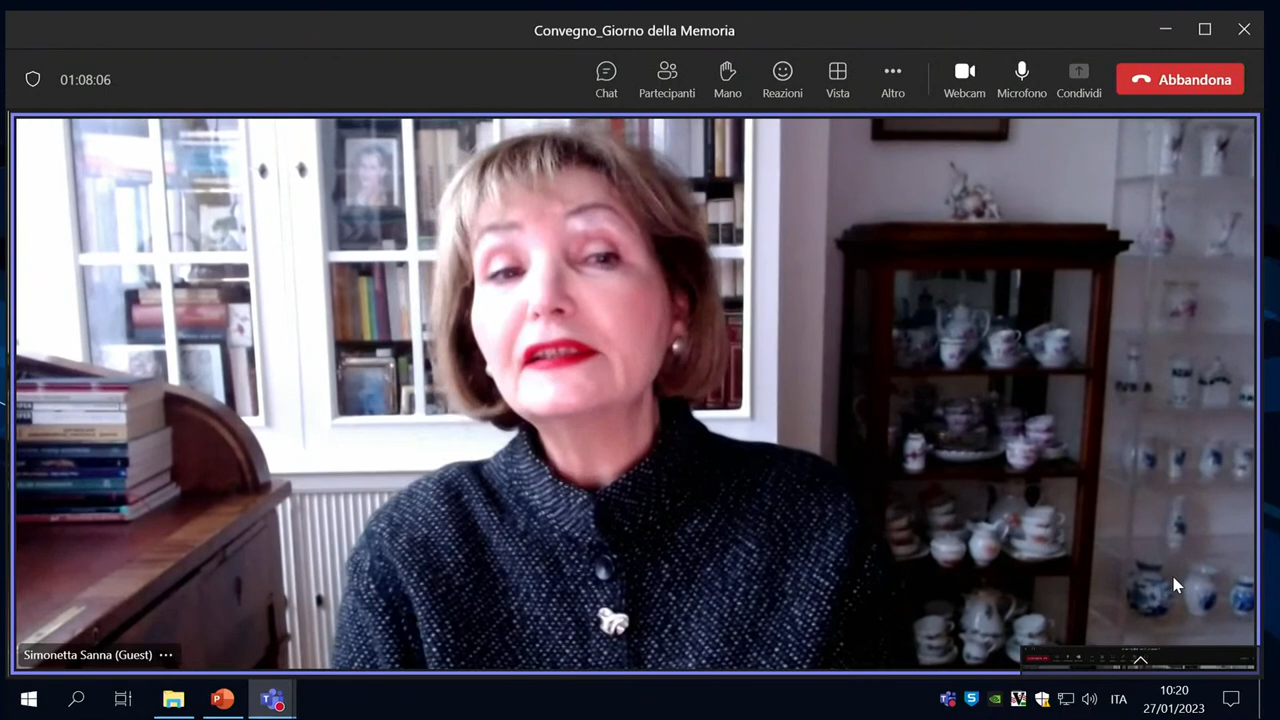 Convegno_Giorno della Memoria
01:08:06
Chat
Partecipanti
Mano
Reazioni
Vista
Altro
Webcam
Microfono
Condividi
Abbandona
Simonetta Sanna (Guest)
ITA
10:20
27/01/2023